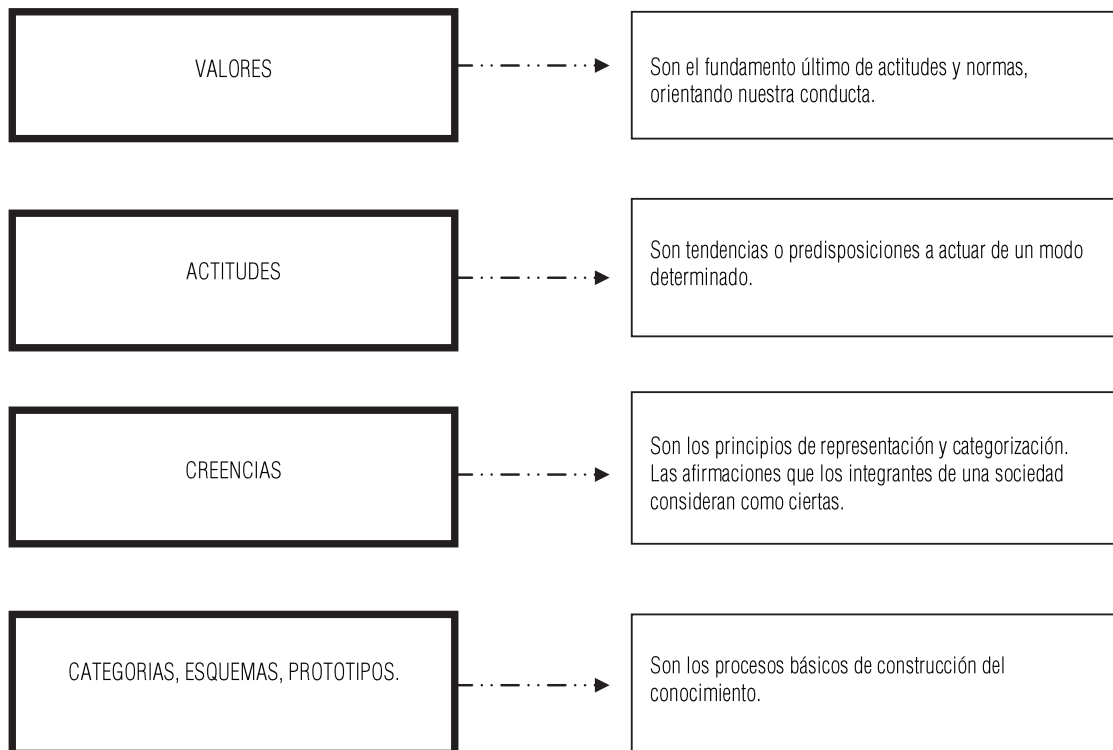 VALORES
Son el fundamento último de actitudes y normas,
orientando nuestra conducta.
ACTITUDES
Son tendencias o predisposiciones a actuar de un modo
determinado.
CREENCIAS
Son los principios de representación y categorización.
Las afirmaciones que los integrantes de una sociedad
consideran como ciertas.
CATEGORIAS, ESQUEMAS, PROTOTIPOS.
Son los procesos básicos de construcción del
conocimiento.